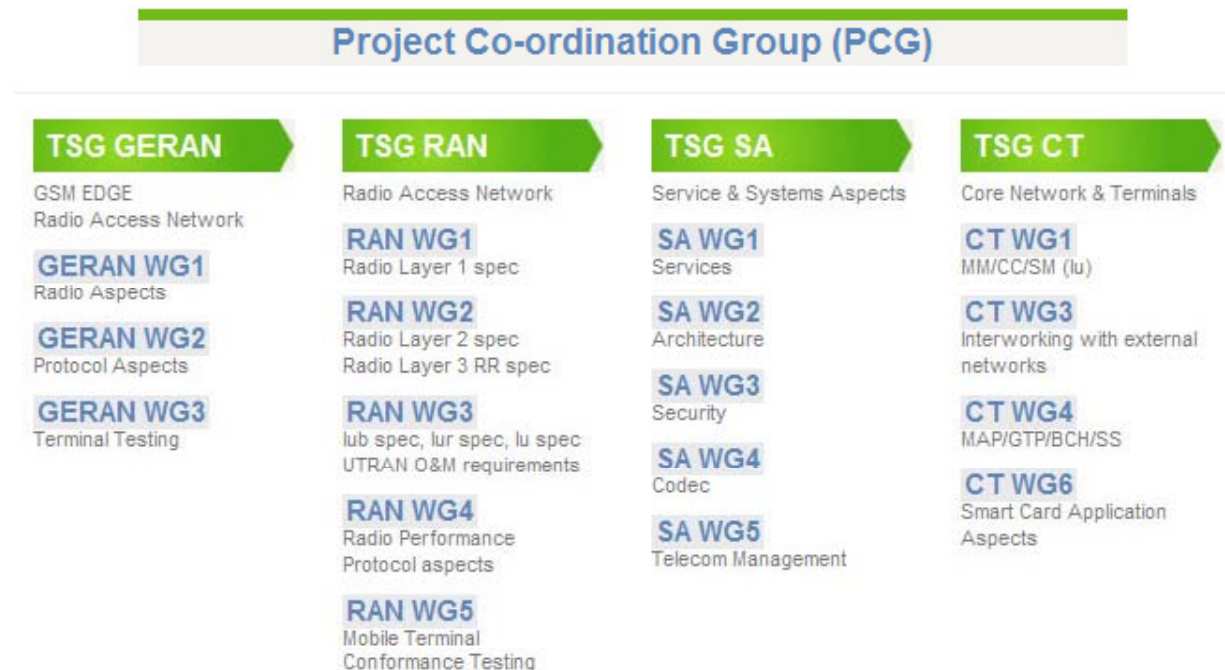 Project Co-ordination Group (PCG)
TSG GERAN
GSM EDGE
Radio Access Network
GERAN WG1
Radio Aspects
GERAN WG2
Protocol Aspects
GERAN WG3
Terminal Testing
TSG RAN
Radio Access Network
RAN WG1
Radio Layer 1 spec
RAN WG2
Radio Layer 2 spec
Radio Layer 3 RR spec
RAN WG3
Iub spec, Iur spec, Iu spec
UTRAN O&M requirements
RAN WG4
Radio Performance
Protocol aspects
RAN WG5
Mobile Terminal
Conformance Testing
TSG SA
Service & Systems Aspects
SA WG1
Services
SA WG2
Architecture
SA WG3
Security
SA WG4
Codec
SA WG5
Telecom Management
TSG CT
Core Network & Terminals
CT WG1
MM/CC/SM (Iu)
CT WG3
Interworking with external
networks
CT WG4
MAP/GTP/BCH/SS
CT WG6
Smart Card Application
Aspects